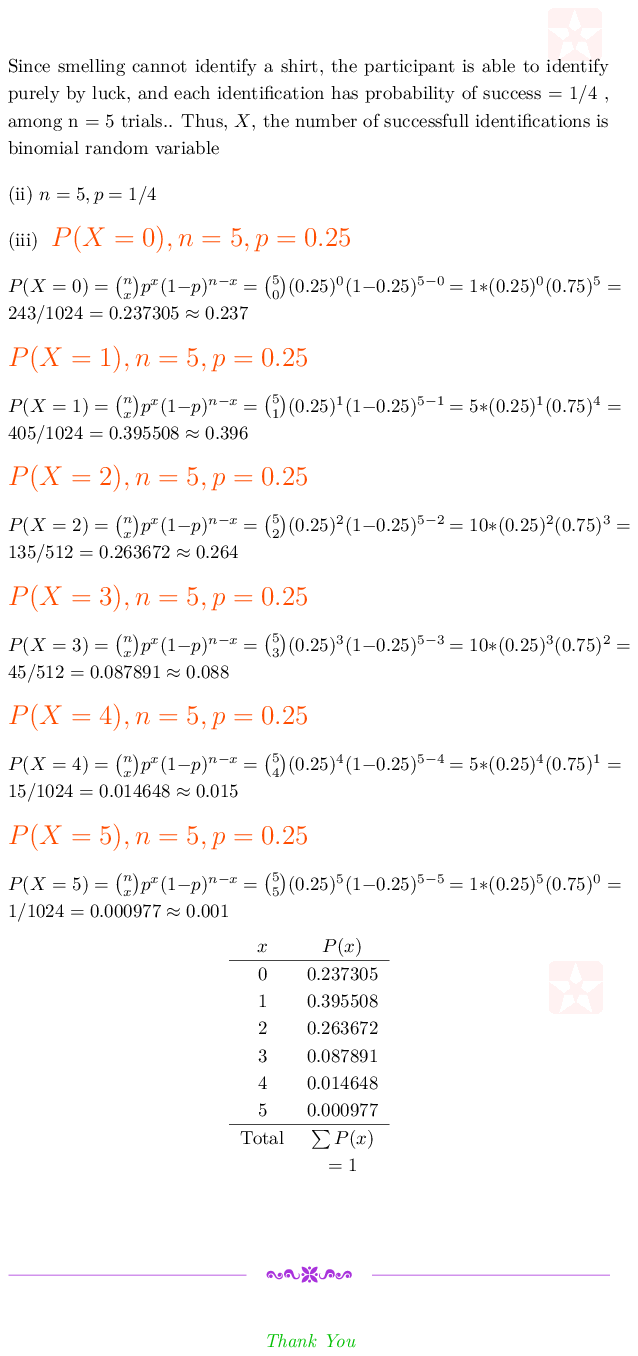 Since smelling cannot identify a shirt, the participant is able to identify
purely by luck, and each identification has probability of success = 1/4 ,
among n = 5 trials.. Thus, X, the number of successfull identifications is
binomial random variable
(ii) n = 5, p = 1/4
(iii) P(X = 0), n = 5, p = 0.25
P(X = 0) = \binom{n}{x} p^x (1−p)^{n−x} = \binom{5}{0} (0.25)^0 (1−0.25)^{5−0} = 1∗(0.25)^0 (0.75)^5 =
243/1024 = 0.237305 ≈ 0.237
P(X = 1), n = 5, p = 0.25
P(X = 1) = \binom{n}{x} p^x (1−p)^{n−x} = \binom{5}{1} (0.25)^1 (1−0.25)^{5−1} = 5∗(0.25)^1 (0.75)^4 =
405/1024 = 0.395508 ≈ 0.396
P(X = 2), n = 5, p = 0.25
P(X = 2) = \binom{n}{x} p^x (1−p)^{n−x} = \binom{5}{2} (0.25)^2 (1−0.25)^{5−2} = 10∗(0.25)^2 (0.75)^3 =
135/512 = 0.263672 ≈ 0.264
P(X = 3), n = 5, p = 0.25
P(X = 3) = \binom{n}{x} p^x (1−p)^{n−x} = \binom{5}{3} (0.25)^3 (1−0.25)^{5−3} = 10∗(0.25)^3 (0.75)^2 =
45/512 = 0.087891 ≈ 0.088
P(X = 4), n = 5, p = 0.25
P(X = 4) = \binom{n}{x} p^x (1−p)^{n−x} = \binom{5}{4} (0.25)^4 (1−0.25)^{5−4} = 5∗(0.25)^4 (0.75)^1 =
15/1024 = 0.014648 ≈ 0.015
P(X = 5), n = 5, p = 0.25
P(X = 5) = \binom{n}{x} p^x (1−p)^{n−x} = \binom{5}{5} (0.25)^5 (1−0.25)^{5−5} = 1∗(0.25)^5 (0.75)^0 =
1/1024 = 0.000977 ≈ 0.001
x P(x)
0 0.237305
1 0.395508
2 0.263672
3 0.087891
4 0.014648
5 0.000977
Total ∑ P(x)
= 1
Thank You